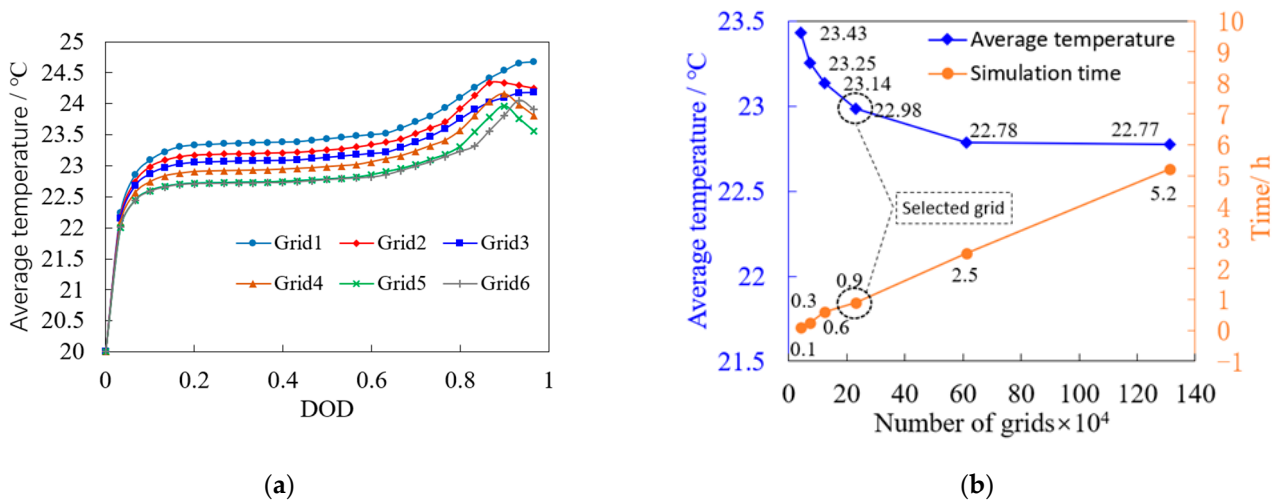 Average temperature / °C
25
24.5
24
23.5
23
22.5
22
21.5
21
20.5
20
Grid1 Grid2 Grid3
Grid4 Grid5 Grid6
0 0.2 0.4 0.6 0.8 1
DOD
(a)
Average temperature / °C
23.5
23
22.5
22
21.5
Average temperature
Simulation time
23.43
23.25
23.14
22.98
22.78
22.77
Selected grid
0.1
0.3
0.6
0.9
2.5
5.2
10
9
8
7
6
5
4
3
2
1
0
−1
Time/ h
0 20 40 60 80 100 120 140
Number of grids×10⁴
(b)